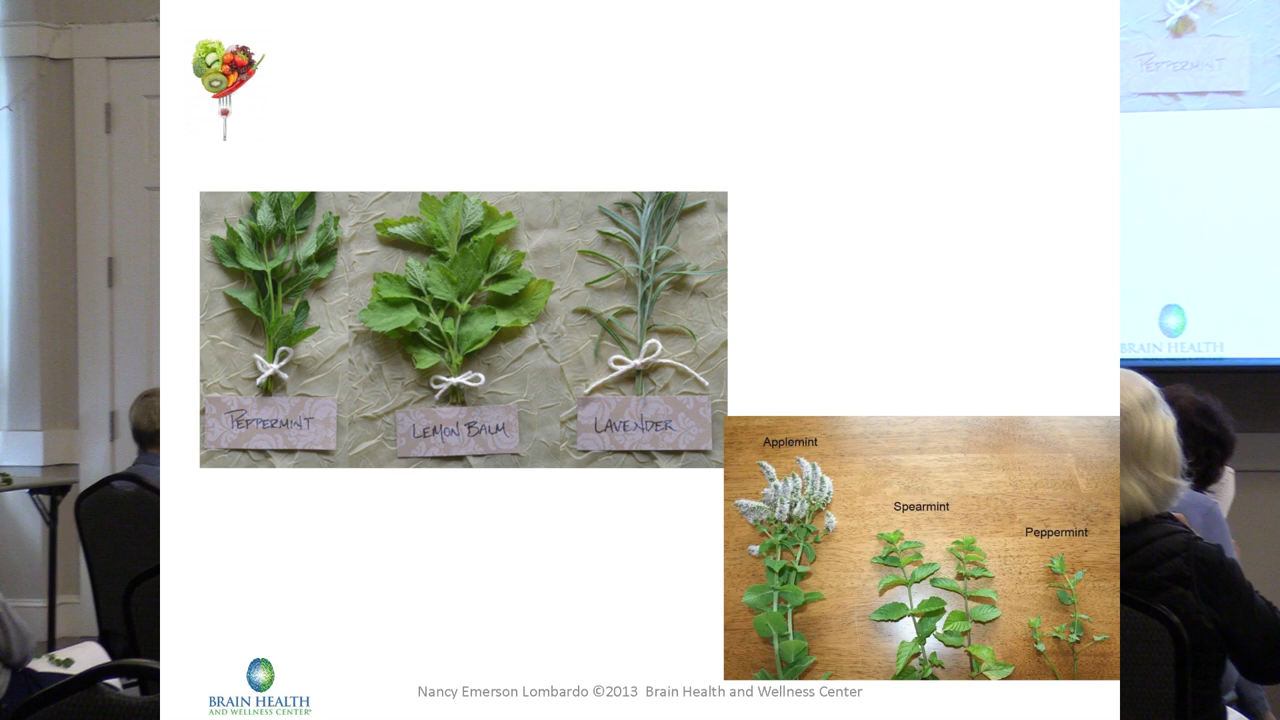 PEPPERMINT
PEPPERMINT
LEMON BALM
LAVENDER
Applemint
Spearmint
Peppermint
BRAIN HEALTH
BRAIN HEALTH
AND WELLNESS CENTER®
Nancy Emerson Lombardo ©2013 Brain Health and Wellness Center